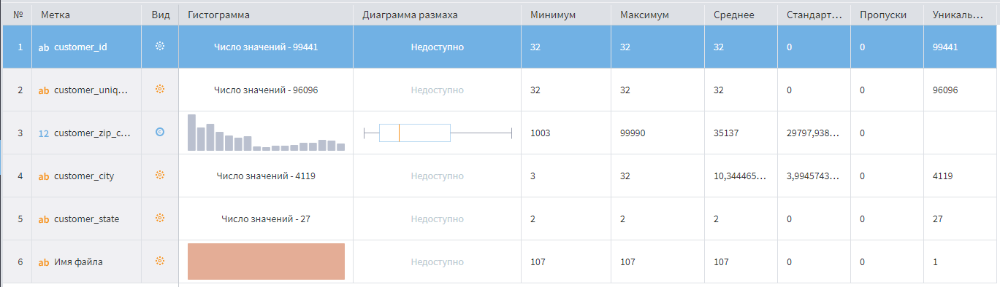 № Метка Вид Гистограмма Диаграмма размаха Минимум Максимум Среднее Стандарт... Пропуски Уникаль...
1 ab customer_id Число значений - 99441 Недоступно 32 32 32 0 0 99441
2 ab customer_uniq... Число значений - 96096 Недоступно 32 32 32 0 0 96096
3 12 customer_zip_c... C 1003 99990 35137 29797,938... 0
4 ab customer_city Число значений - 4119 Недоступно 3 32 10,344465... 3,9945743... 0 4119
5 ab customer_state Число значений - 27 Недоступно 2 2 2 0 0 27
6 ab Имя файла Недоступно 107 107 107 0 0 1